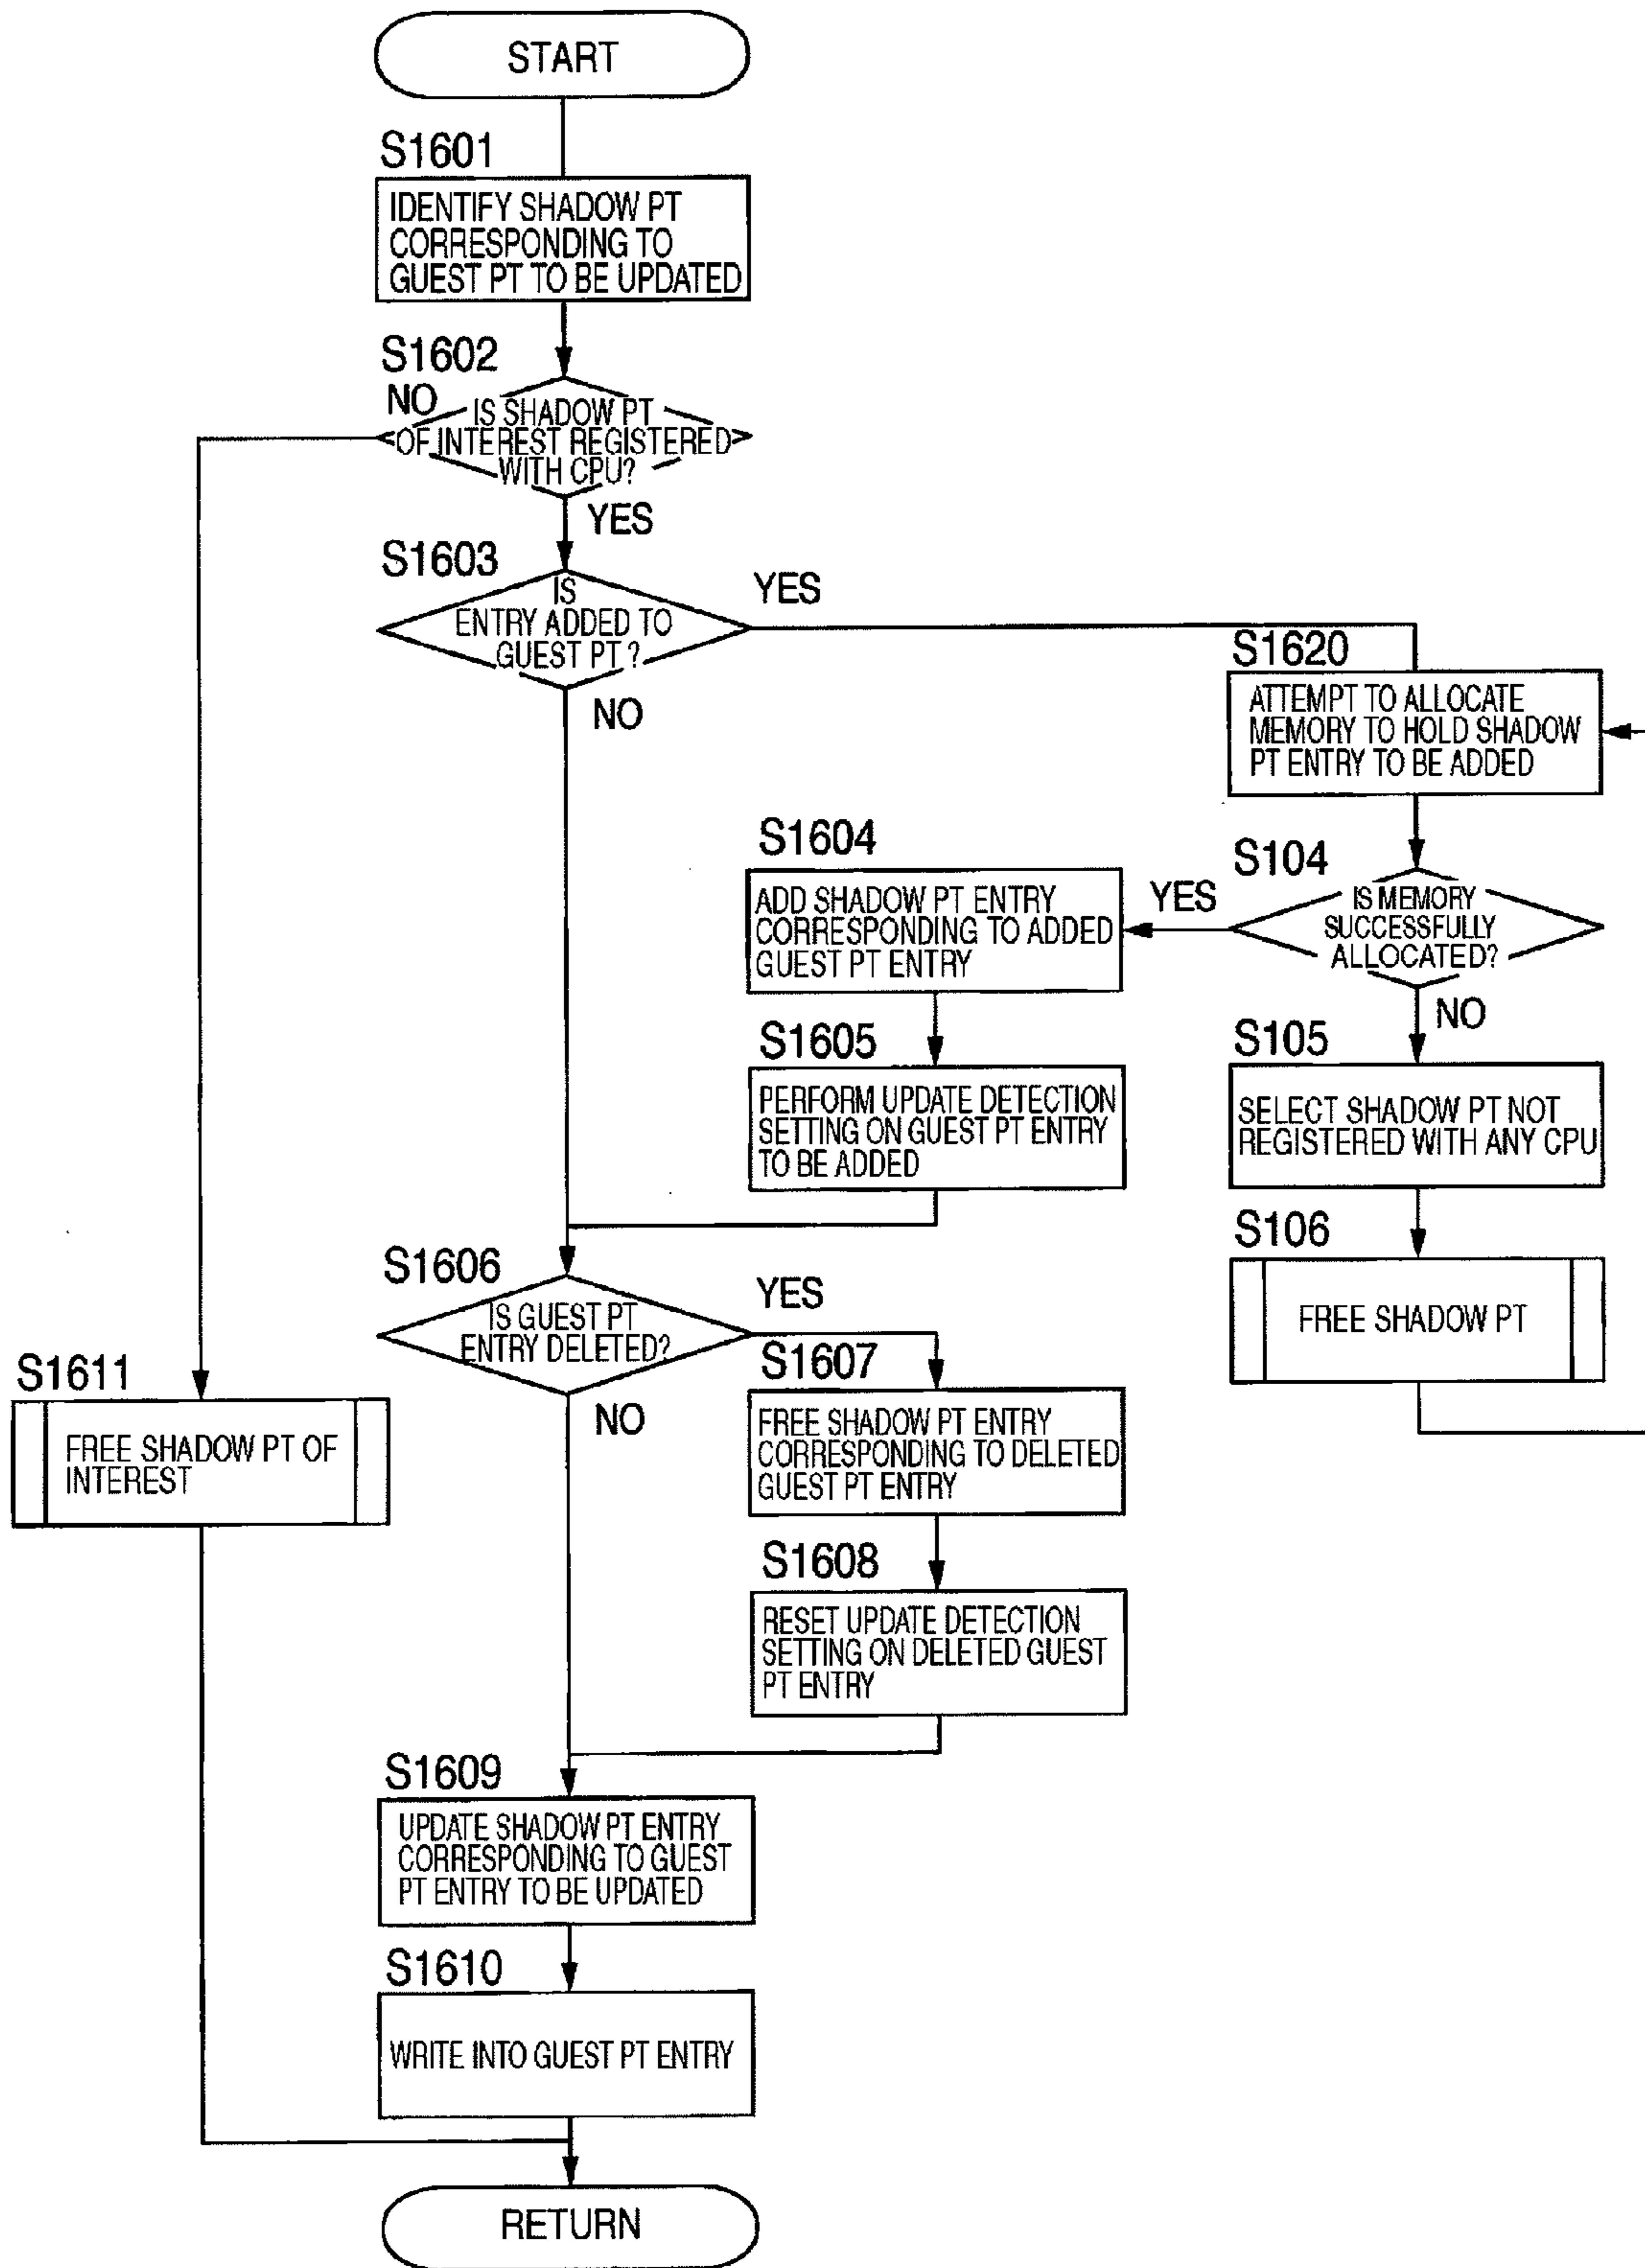 START
S1601
IDENTIFY SHADOW PT
CORRESPONDING TO
GUEST PT TO BE UPDATED
S1602
NO
IS SHADOW PT
OF INTEREST REGISTERED
WITH CPU?
YES
S1603
IS
ENTRY ADDED TO
GUEST PT ?
YES
NO
S1620
ATTEMPT TO ALLOCATE
MEMORY TO HOLD SHADOW
PT ENTRY TO BE ADDED
S104
IS MEMORY
SUCCESSFULLY
ALLOCATED?
YES
NO
S1604
ADD SHADOW PT ENTRY
CORRESPONDING TO ADDED
GUEST PT ENTRY
S1605
PERFORM UPDATE DETECTION
SETTING ON GUEST PT ENTRY
TO BE ADDED
S105
SELECT SHADOW PT NOT
REGISTERED WITH ANY CPU
S106
FREE SHADOW PT
S1606
IS GUEST PT
ENTRY DELETED?
YES
NO
S1607
FREE SHADOW PT ENTRY
CORRESPONDING TO DELETED
GUEST PT ENTRY
S1608
RESET UPDATE DETECTION
SETTING ON DELETED GUEST
PT ENTRY
S1611
FREE SHADOW PT OF
INTEREST
S1609
UPDATE SHADOW PT ENTRY
CORRESPONDING TO GUEST
PT ENTRY TO BE UPDATED
S1610
WRITE INTO GUEST PT ENTRY
RETURN